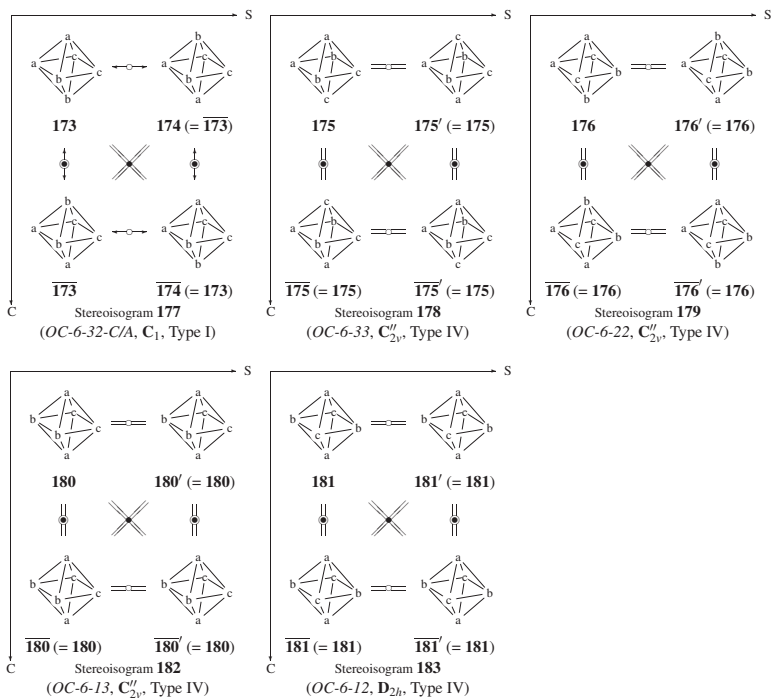 S S S
a b a c a b
c c b b c c
a c a c a c a c a b a b
b b b b c c
b a c a b a
173 174 (= 173̅) 175 175′ (= 175) 176 176′ (= 176)
b a c a b a
c c b b c c
a c a c a c a c a b a b
b b b b c c
a b a c a b
173̅ 174̅ (= 173) 175̅ (= 175) 175̅′ (= 175) 176̅ (= 176) 176̅′ (= 176)
C Stereoisogram 177 C Stereoisogram 178 C Stereoisogram 179
(OC-6-32-C/A, C₁, Type I) (OC-6-33, C″₂ᵥ, Type IV) (OC-6-22, C″₂ᵥ, Type IV)
S S
a a a a
c c c c
b c b c b b b b
b b c c
a a a a
180 180′ (= 180) 181 181′ (= 181)
a a a a
c c c c
b c b c b b b b
b b c c
a a a a
180̅ (= 180) 180̅′ (= 180) 181̅ (= 181) 181̅′ (= 181)
C Stereoisogram 182 C Stereoisogram 183
(OC-6-13, C″₂ᵥ, Type IV) (OC-6-12, D₂ₕ, Type IV)